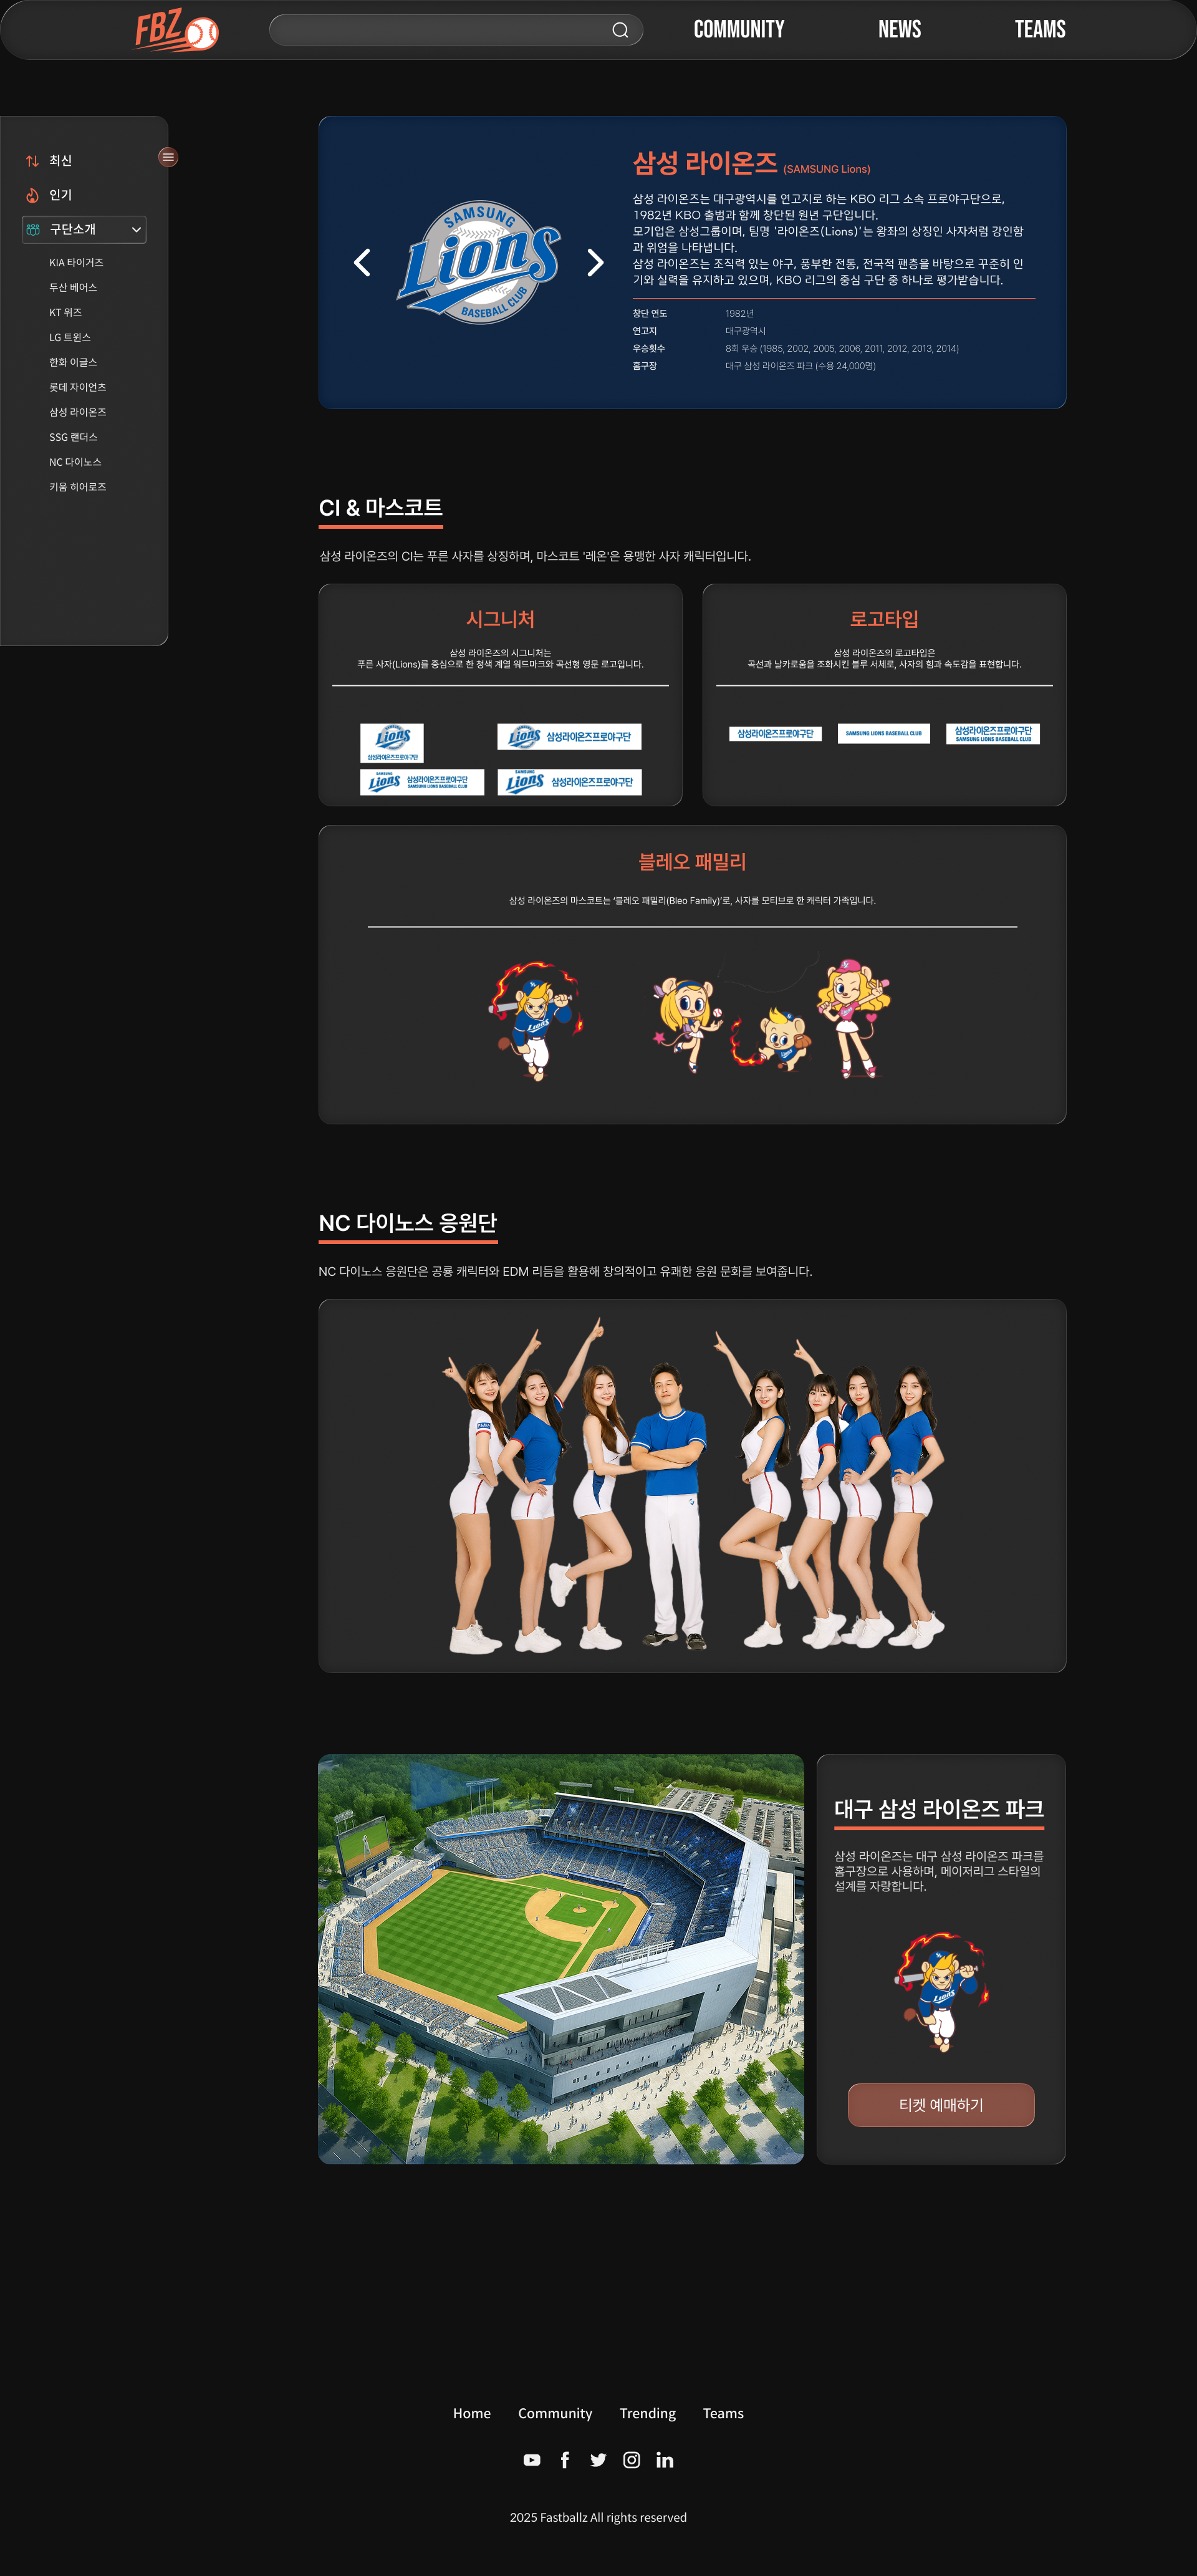 FBZ
COMMUNITY
NEWS
TEAMS
최신
인기
구단소개
KIA 타이거즈
두산 베어스
KT 위즈
LG 트윈스
한화 이글스
롯데 자이언츠
삼성 라이온즈
SSG 랜더스
NC 다이노스
키움 히어로즈
SAMSUNG
Lions
BASEBALL CLUB
삼성 라이온즈 (SAMSUNG Lions)
삼성 라이온즈는 대구광역시를 연고지로 하는 KBO 리그 소속 프로야구단으로,
1982년 KBO 출범과 함께 창단된 원년 구단입니다.
모기업은 삼성그룹이며, 팀명 '라이온즈(Lions)'는 왕좌의 상징인 사자처럼 강인함
과 위엄을 나타냅니다.
삼성 라이온즈는 조직력 있는 야구, 풍부한 전통, 전국적 팬층을 바탕으로 꾸준히 인
기와 실력을 유지하고 있으며, KBO 리그의 중심 구단 중 하나로 평가받습니다.
창단 연도 1982년
연고지 대구광역시
우승횟수 8회 우승 (1985, 2002, 2005, 2006, 2011, 2012, 2013, 2014)
홈구장 대구 삼성 라이온즈 파크 (수용 24,000명)
CI & 마스코트
삼성 라이온즈의 CI는 푸른 사자를 상징하며, 마스코트 '레온'은 용맹한 사자 캐릭터입니다.
시그니처
삼성 라이온즈의 시그니처는
푸른 사자(Lions)를 중심으로 한 청색 계열 워드마크와 곡선형 영문 로고입니다.
Lions
삼성라이온즈프로야구단
Lions 삼성라이온즈프로야구단
SAMSUNG
Lions 삼성라이온즈프로야구단
SAMSUNG LIONS BASEBALL CLUB
SAMSUNG
Lions 삼성라이온즈프로야구단
로고타입
삼성 라이온즈의 로고타입은
곡선과 날카로움을 조화시킨 블루 서체로, 사자의 힘과 속도감을 표현합니다.
삼성라이온즈프로야구단
SAMSUNG LIONS BASEBALL CLUB
삼성라이온즈프로야구단
SAMSUNG LIONS BASEBALL CLUB
블레오 패밀리
삼성 라이온즈의 마스코트는 '블레오 패밀리(Bleo Family)'로, 사자를 모티브로 한 캐릭터 가족입니다.
Lions
NC 다이노스 응원단
NC 다이노스 응원단은 공룡 캐릭터와 EDM 리듬을 활용해 창의적이고 유쾌한 응원 문화를 보여줍니다.
대구 삼성 라이온즈 파크
삼성 라이온즈는 대구 삼성 라이온즈 파크를
홈구장으로 사용하며, 메이저리그 스타일의
설계를 자랑합니다.
Lions
티켓 예매하기
Home
Community
Trending
Teams
2025 Fastballz All rights reserved